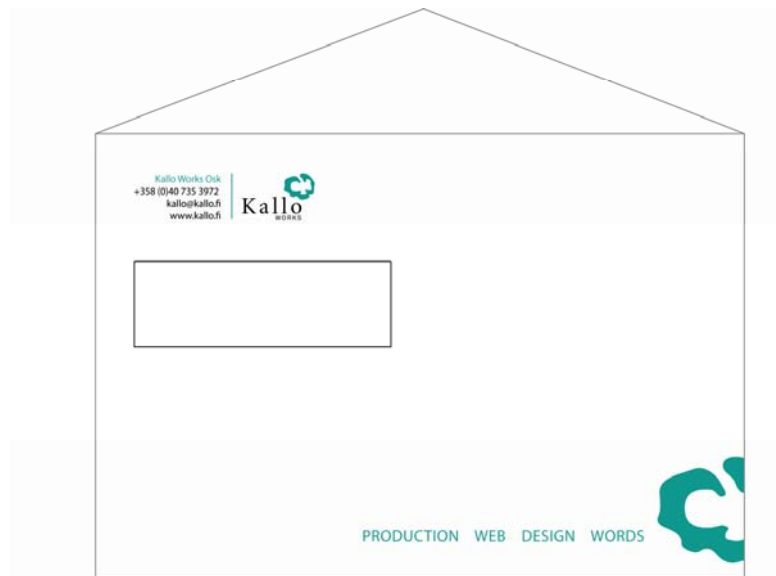 Kallo Works Osk
+358 (0)40 735 3972
kallo@kallo.fi
www.kallo.fi
Kallo
WORKS
PRODUCTION WEB DESIGN WORDS